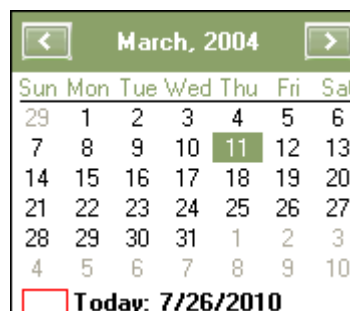 March, 2004
Sun Mon Tue Wed Thu Fri Sat
29 1 2 3 4 5 6
7 8 9 10 11 12 13
14 15 16 17 18 19 20
21 22 23 24 25 26 27
28 29 30 31 1 2 3
4 5 6 7 8 9 10
Today: 7/26/2010